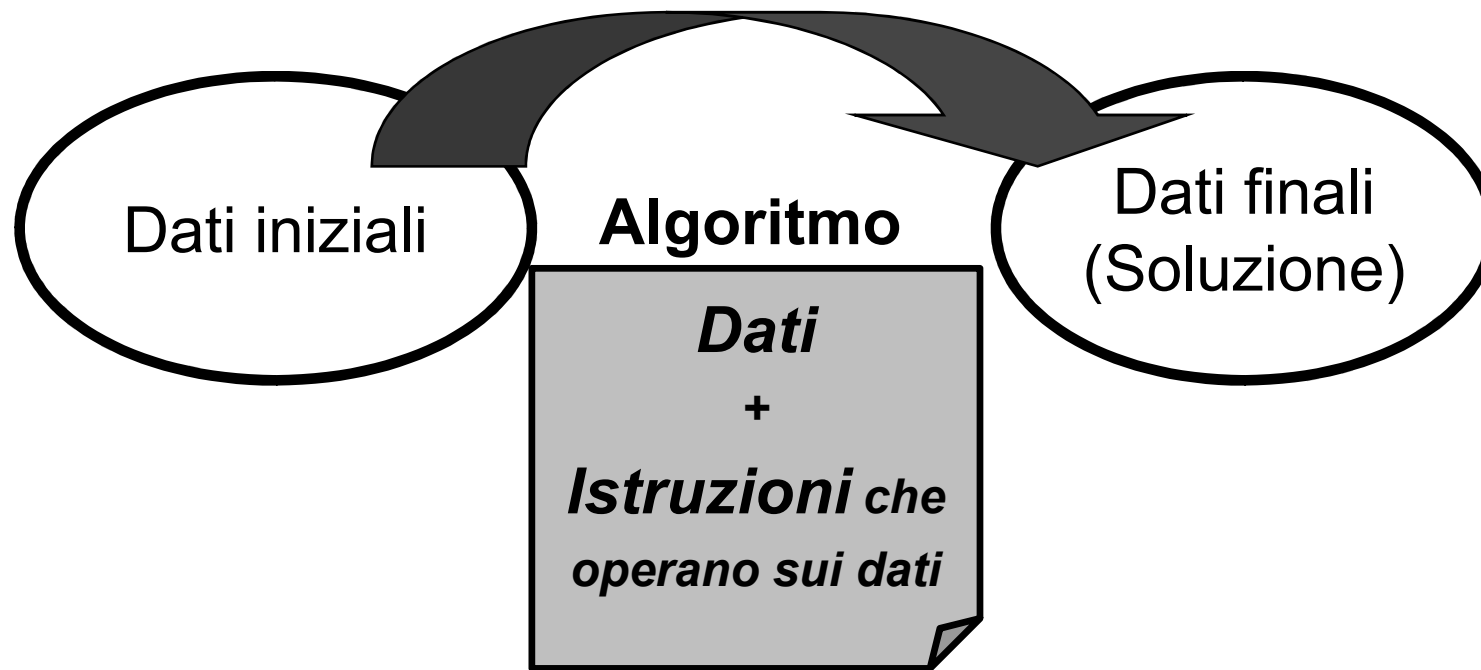 Dati iniziali
Algoritmo
Dati finali
(Soluzione)
Dati
+
Istruzioni che
operano sui dati